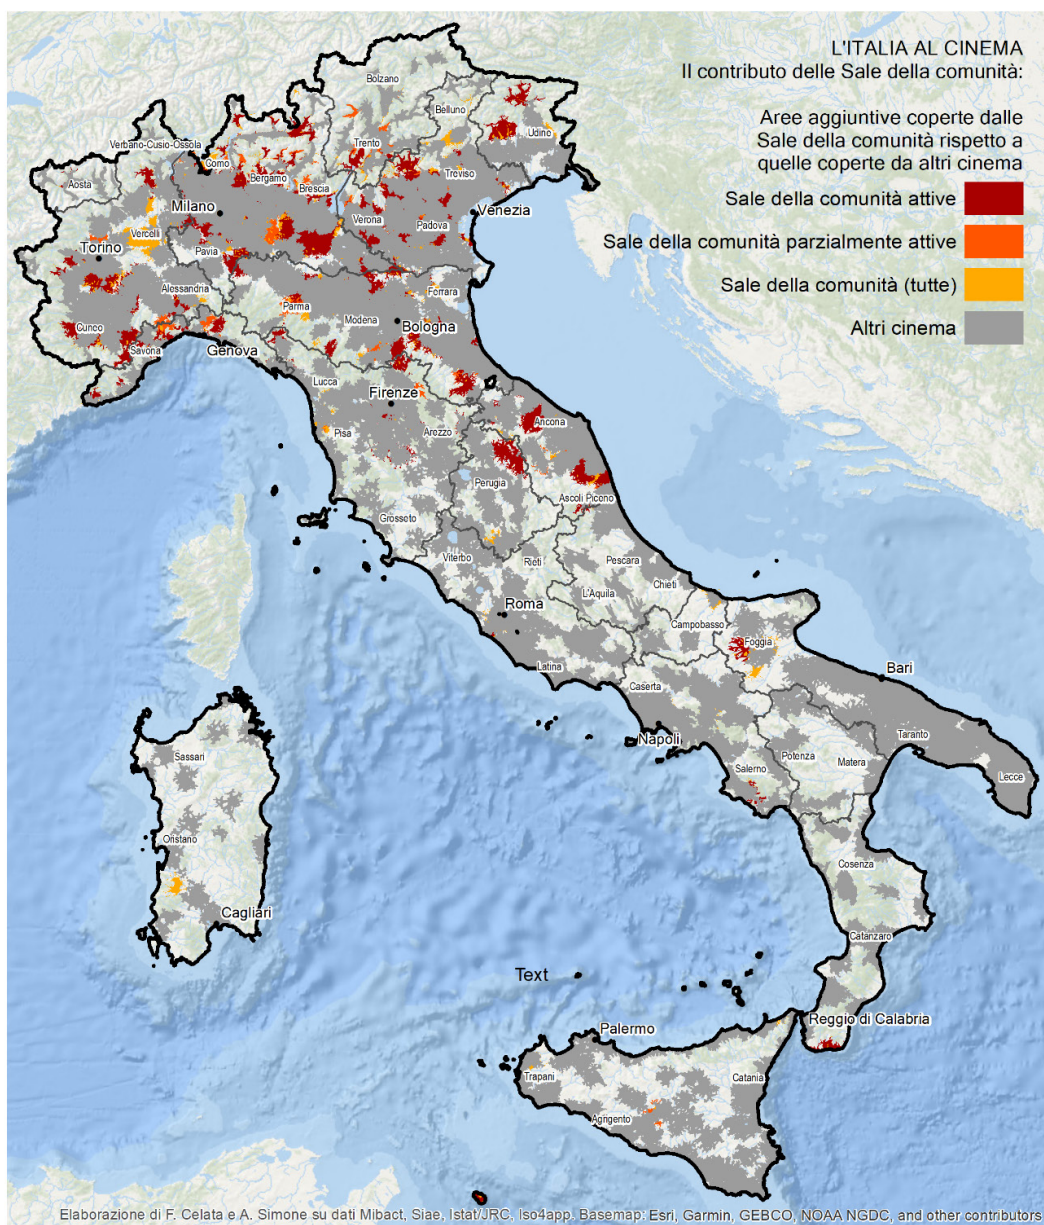 L'ITALIA AL CINEMA
Il contributo delle Sale della comunità:
Aree aggiuntive coperte dalle
Sale della comunità rispetto a
quelle coperte da altri cinema
Sale della comunità attive
Sale della comunità parzialmente attive
Sale della comunità (tutte)
Altri cinema
Bolzano
Belluno
Udine
Verbano-Cusio-Ossola
Como
Trento
Aosta
Bergamo
Brescia
Treviso
Milano
Venezia
Verona
Padova
Vercelli
Torino
Pavia
Alessandria
Ferrara
Parma
Cuneo
Modena
Bologna
Savona
Genova
Lucca
Firenze
Pisa
Arezzo
Ancona
Perugia
Ascoli Piceno
Grosseto
Viterbo
Rieti
Pescara
Chieti
L'Aquila
Roma
Campobasso
Foggia
Latina
Bari
Caserta
Napoli
Taranto
Sassari
Potenza
Matera
Salerno
Lecce
Oristano
Cosenza
Cagliari
Catanzaro
Text
Reggio di Calabria
Palermo
Trapani
Catania
Agrigento
Elaborazione di F. Celata e A. Simone su dati Mibact, Siae, Istat/JRC, Iso4app. Basemap: Esri, Garmin, GEBCO, NOAA NGDC, and other contributors